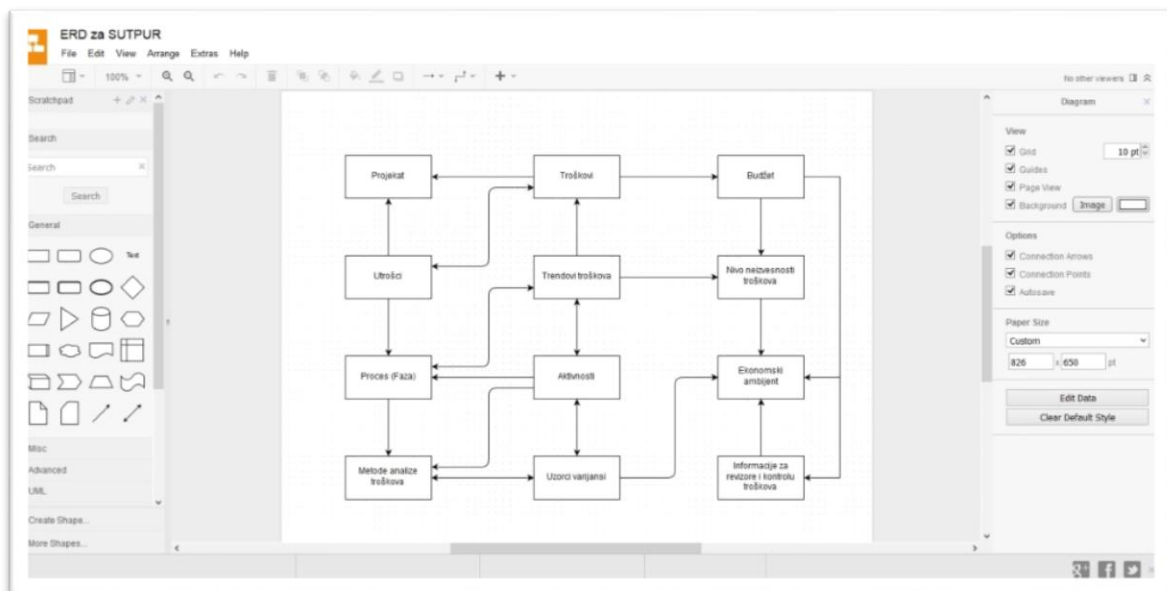 ERD za SUTPUR
File Edit View Arrange Extras Help
100%
No other viewers
Scratchpad
Search
Search
Search
General
Text
Misc
Advanced
UML
Create Shape...
More Shapes...
Projekat
Troškovi
Budžet
Utrošci
Trendovi troškova
Nivo neizvesnosti
troškova
Proces (Faza)
Aktivnosti
Ekonomski
ambijent
Metode analize
troškova
Uzorci varijansi
Informacije za
revizore i kontrolu
troškova
Diagram
View
Grid 10 pt
Guides
Page View
Background Image
Options
Connection Arrows
Connection Points
Autosave
Paper Size
Custom
826 x 650 pt
Edit Data
Clear Default Style